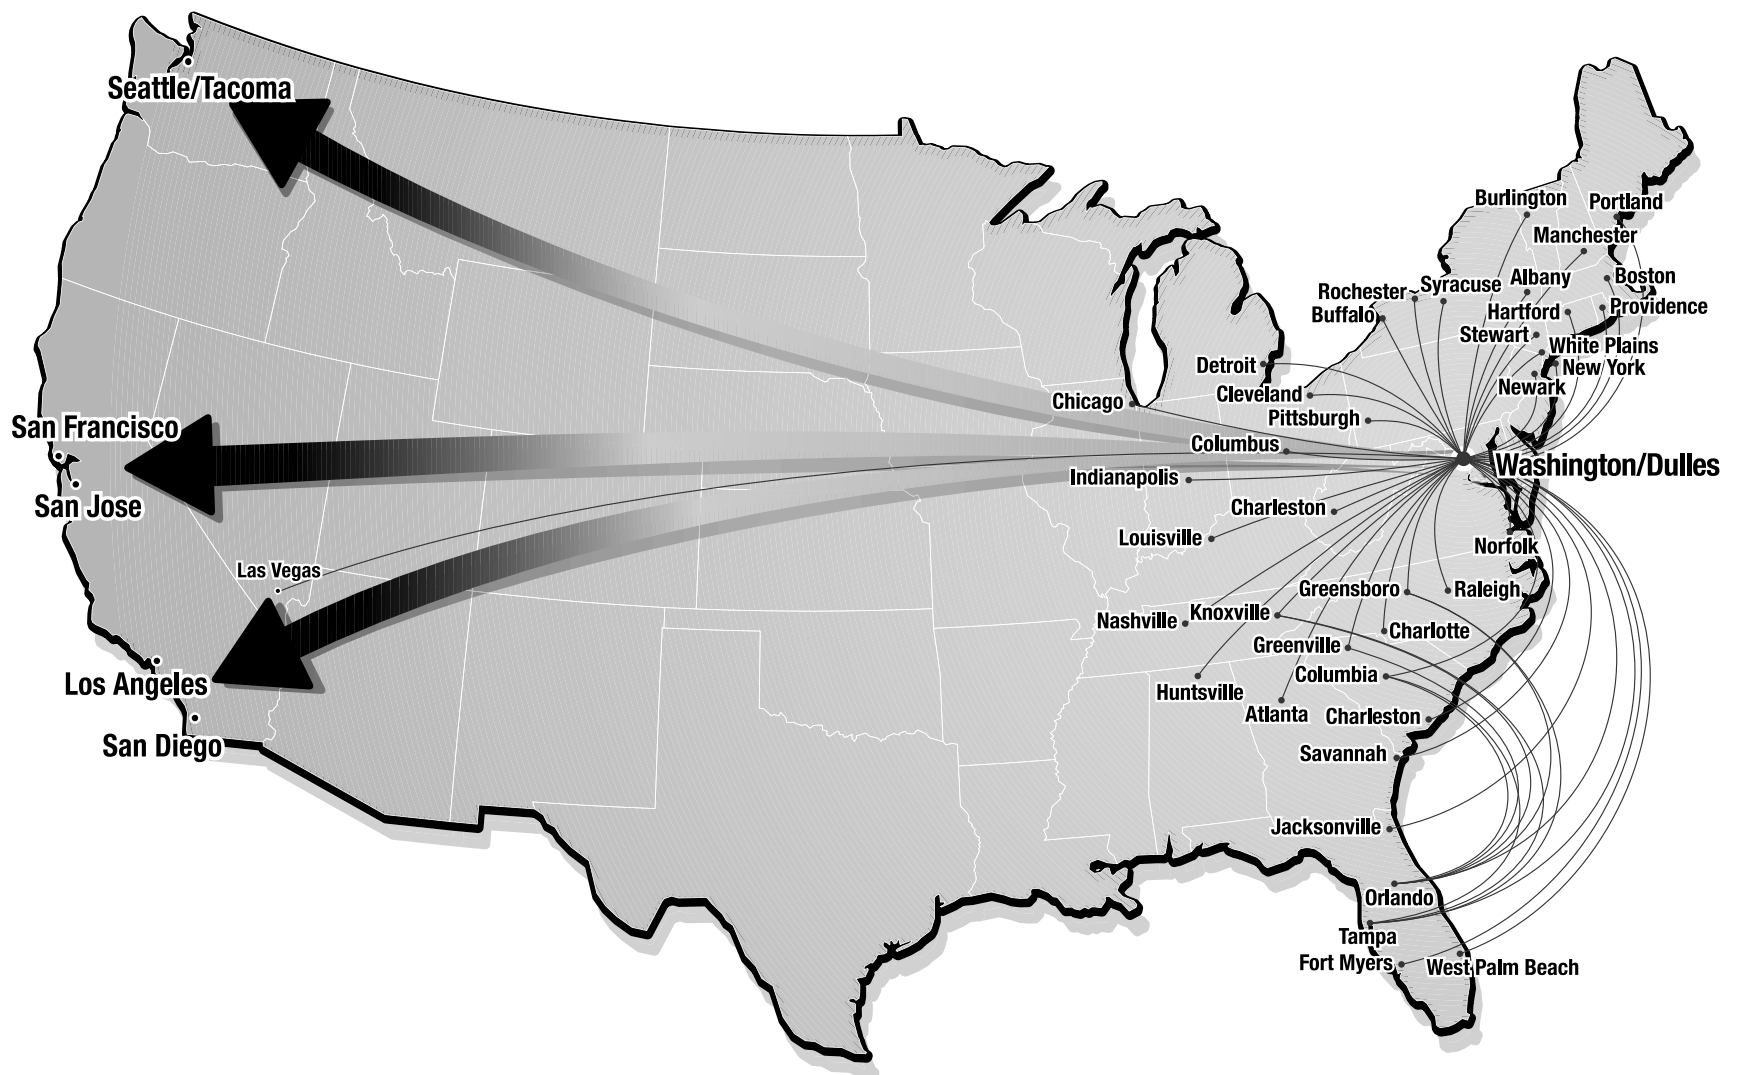 Seattle/Tacoma
San Francisco
San Jose
Las Vegas
Los Angeles
San Diego
Burlington
Portland
Manchester
Boston
Albany
Syracuse
Rochester
Providence
Hartford
Buffalo
Stewart
White Plains
New York
Detroit
Newark
Cleveland
Chicago
Pittsburgh
Columbus
Washington/Dulles
Indianapolis
Charleston
Louisville
Norfolk
Greensboro
Raleigh
Knoxville
Nashville
Charlotte
Greenville
Columbia
Huntsville
Atlanta
Charleston
Savannah
Jacksonville
Orlando
Tampa
Fort Myers
West Palm Beach